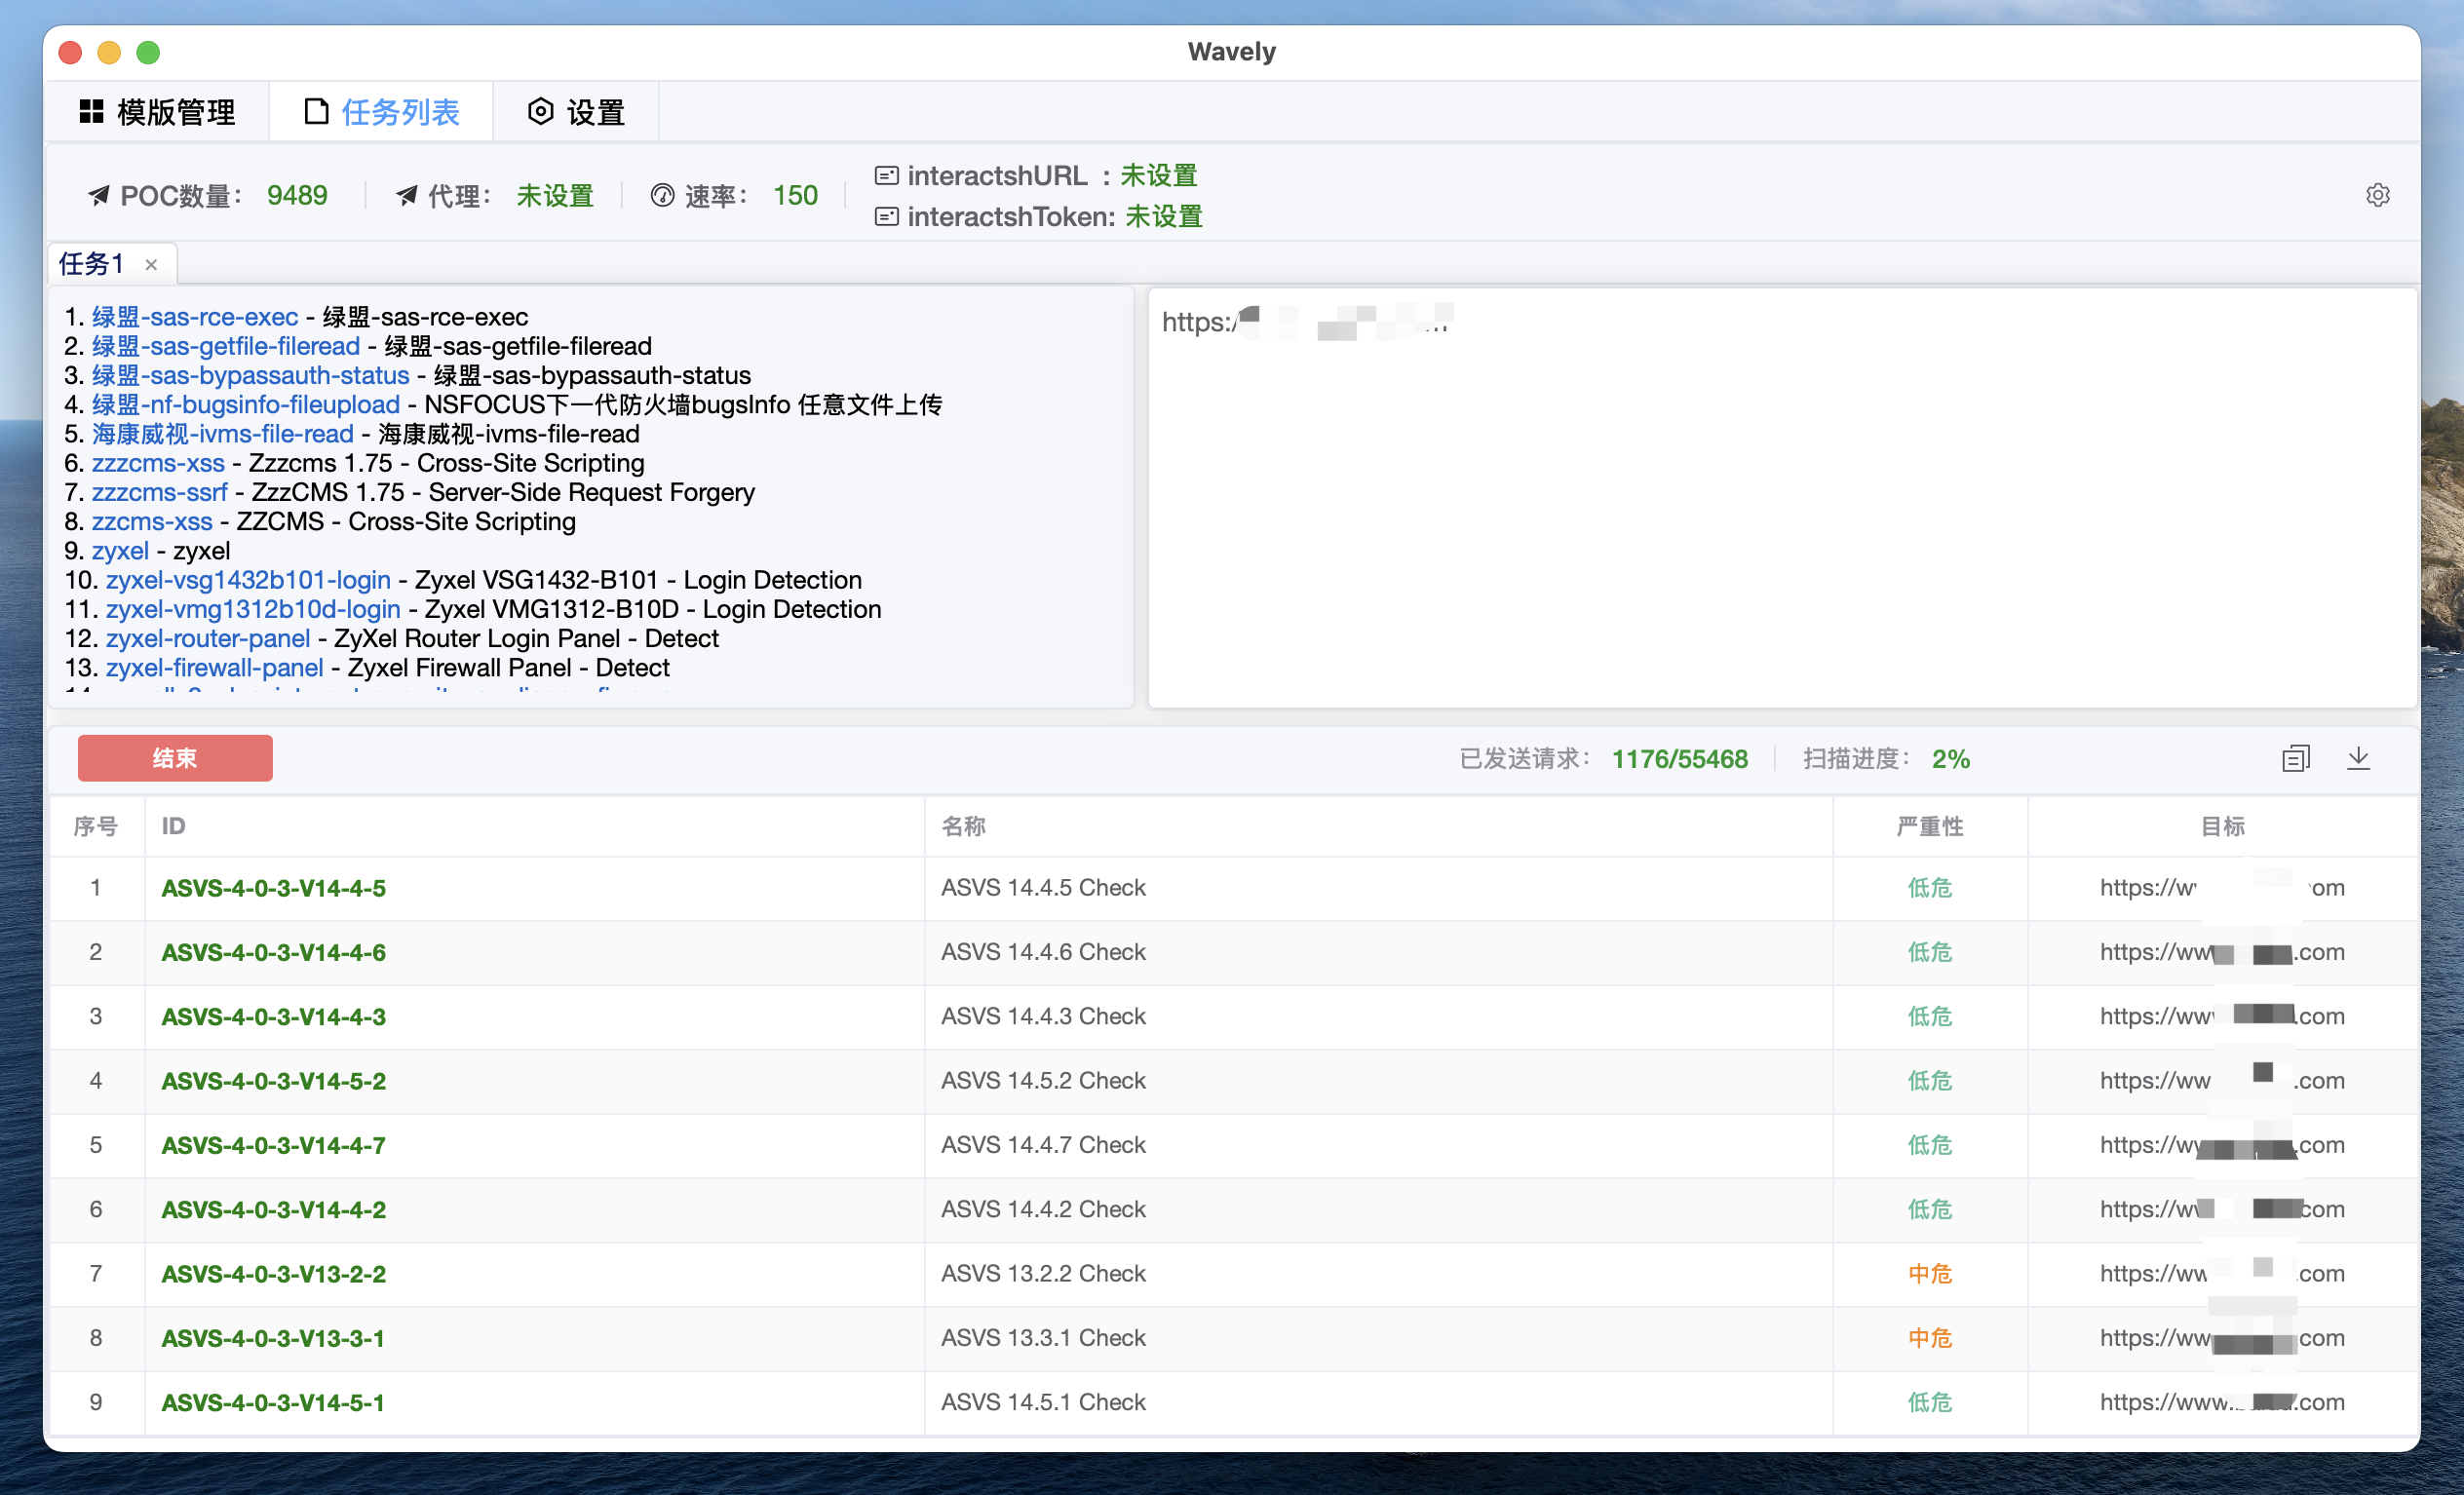 Wavely
模版管理 任务列表 设置
POC数量： 9489 代理： 未设置 速率： 150
interactshURL ： 未设置
interactshToken: 未设置
任务1
1. 绿盟-sas-rce-exec - 绿盟-sas-rce-exec
2. 绿盟-sas-getfile-fileread - 绿盟-sas-getfile-fileread
3. 绿盟-sas-bypassauth-status - 绿盟-sas-bypassauth-status
4. 绿盟-nf-bugsinfo-fileupload - NSFOCUS下一代防火墙bugsInfo 任意文件上传
5. 海康威视-ivms-file-read - 海康威视-ivms-file-read
6. zzzcms-xss - Zzzcms 1.75 - Cross-Site Scripting
7. zzzcms-ssrf - ZzzCMS 1.75 - Server-Side Request Forgery
8. zzcms-xss - ZZCMS - Cross-Site Scripting
9. zyxel - zyxel
10. zyxel-vsg1432b101-login - Zyxel VSG1432-B101 - Login Detection
11. zyxel-vmg1312b10d-login - Zyxel VMG1312-B10D - Login Detection
12. zyxel-router-panel - ZyXel Router Login Panel - Detect
13. zyxel-firewall-panel - Zyxel Firewall Panel - Detect
https:/
结束 已发送请求： 1176/55468 扫描进度： 2%
序号 ID 名称 严重性 目标
1 ASVS-4-0-3-V14-4-5 ASVS 14.4.5 Check 低危 https://w om
2 ASVS-4-0-3-V14-4-6 ASVS 14.4.6 Check 低危 https://ww .com
3 ASVS-4-0-3-V14-4-3 ASVS 14.4.3 Check 低危 https://ww .com
4 ASVS-4-0-3-V14-5-2 ASVS 14.5.2 Check 低危 https://ww .com
5 ASVS-4-0-3-V14-4-7 ASVS 14.4.7 Check 低危 https://w .com
6 ASVS-4-0-3-V14-4-2 ASVS 14.4.2 Check 低危 https://w com
7 ASVS-4-0-3-V13-2-2 ASVS 13.2.2 Check 中危 https://ww .com
8 ASVS-4-0-3-V13-3-1 ASVS 13.3.1 Check 中危 https://ww com
9 ASVS-4-0-3-V14-5-1 ASVS 14.5.1 Check 低危 https://www. .com